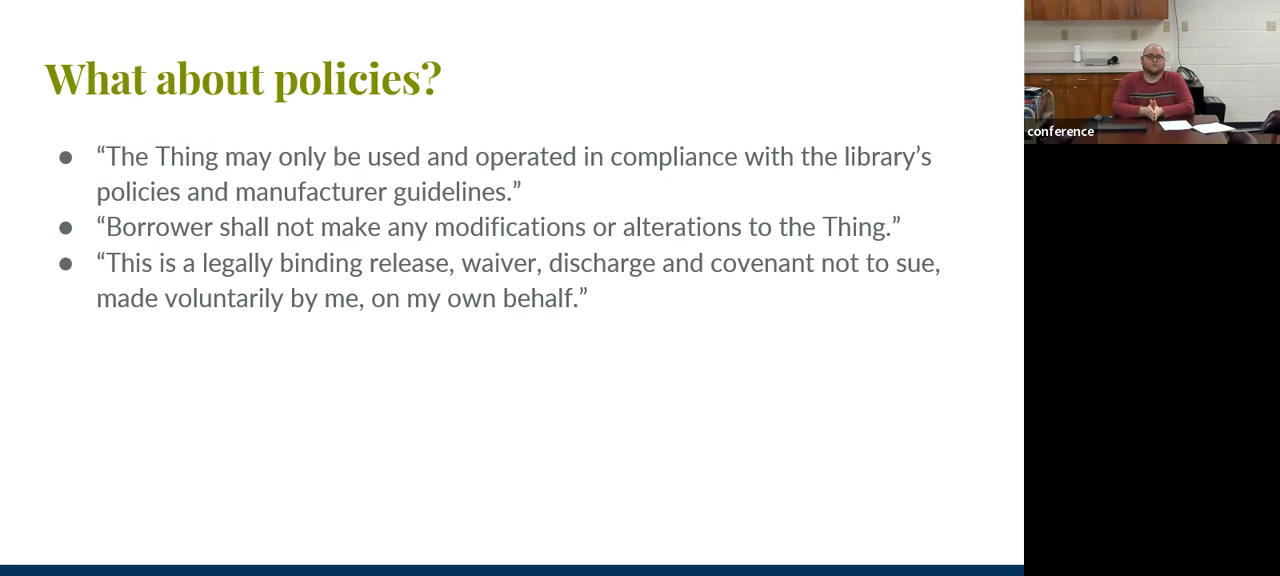 What about policies?
● “The Thing may only be used and operated in compliance with the library’s
policies and manufacturer guidelines.”
● “Borrower shall not make any modifications or alterations to the Thing.”
● “This is a legally binding release, waiver, discharge and covenant not to sue,
made voluntarily by me, on my own behalf.”
conference